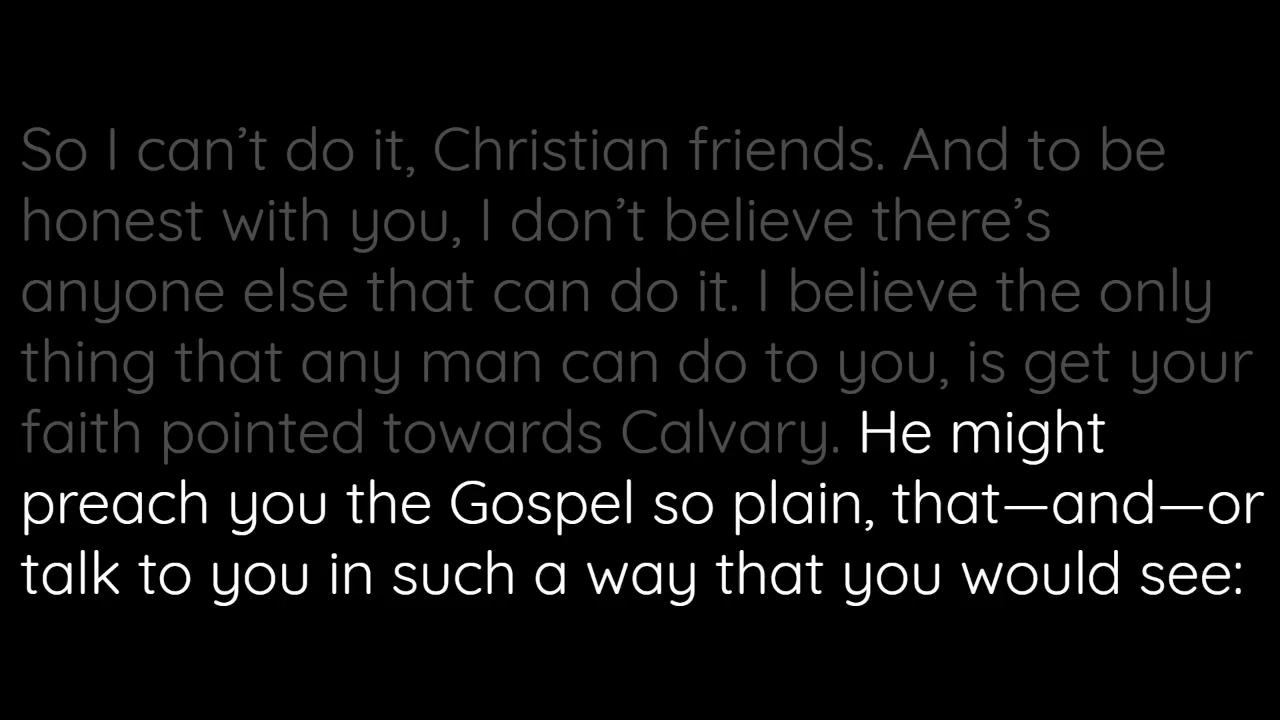 So I can’t do it, Christian friends. And to be
honest with you, I don’t believe there’s
anyone else that can do it. I believe the only
thing that any man can do to you, is get your
faith pointed towards Calvary. He might
preach you the Gospel so plain, that—and—or
talk to you in such a way that you would see: